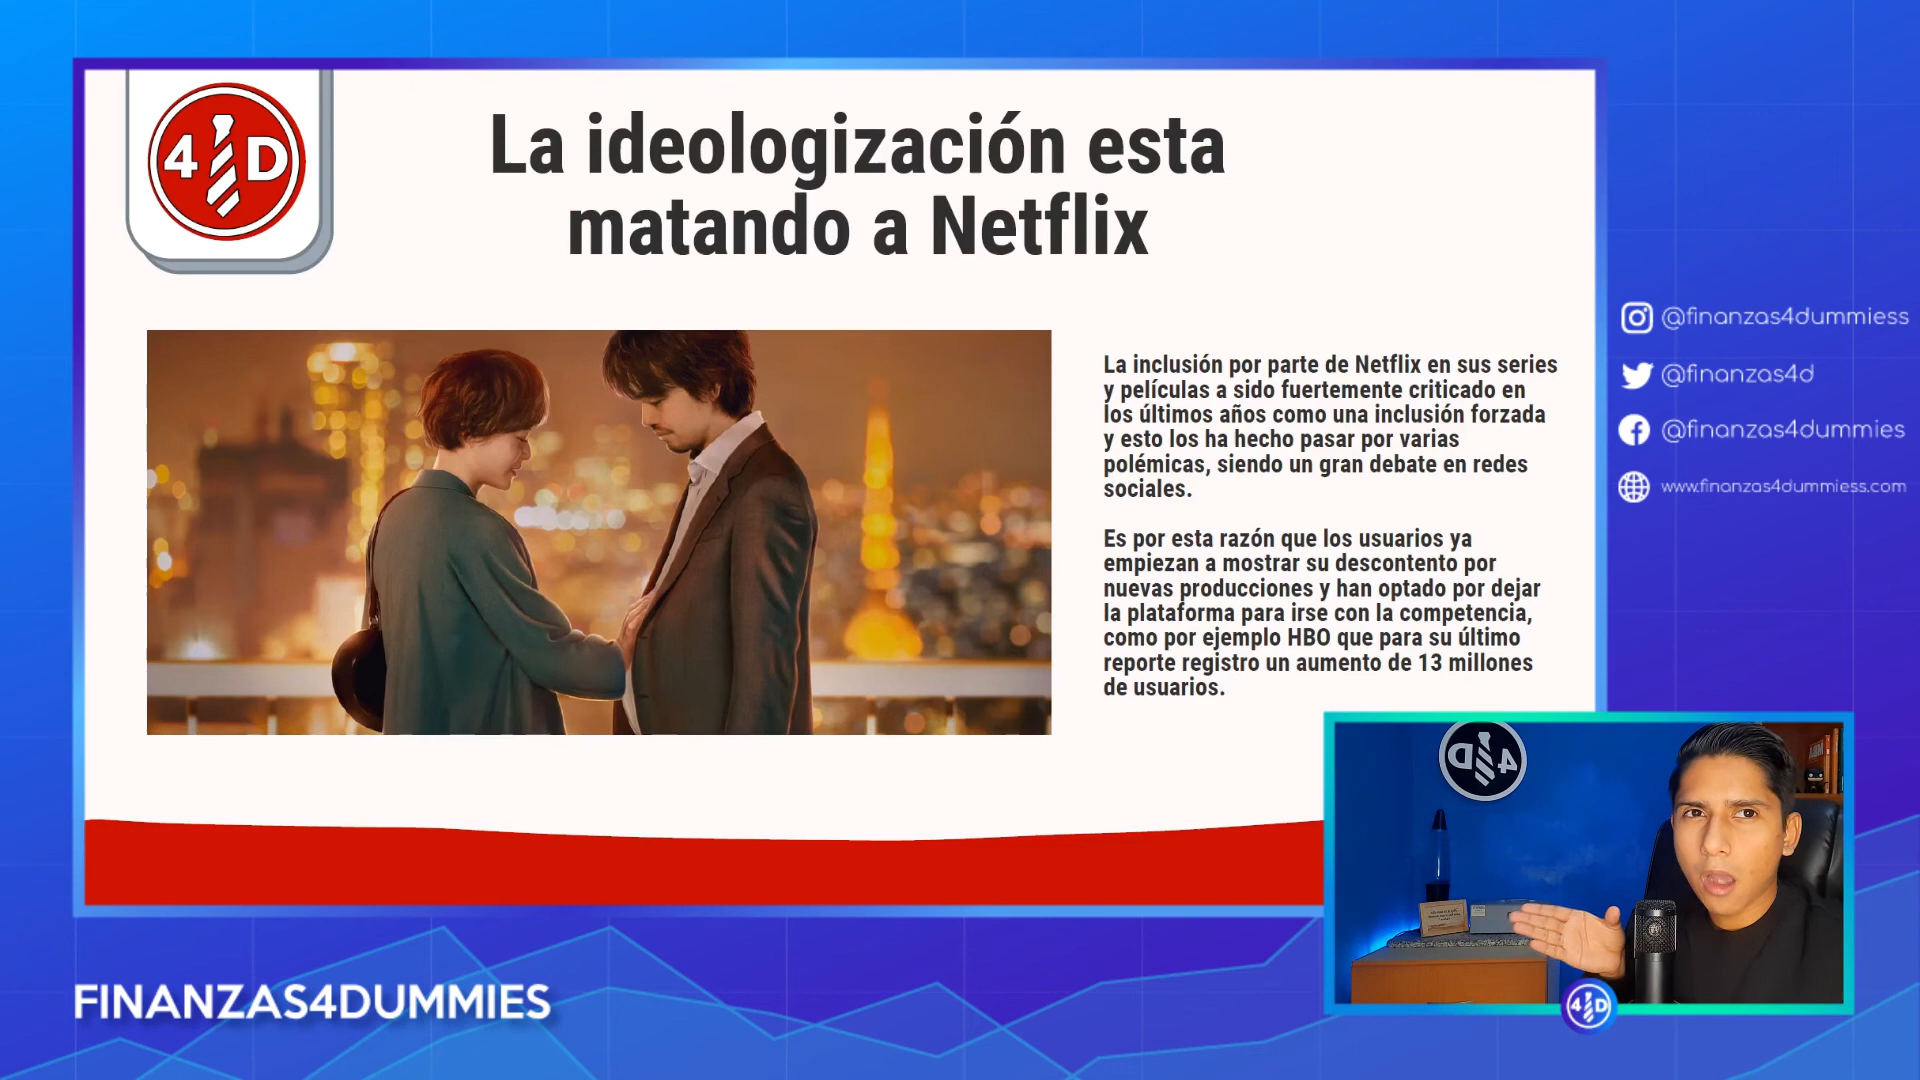 4 D
La ideologización esta
matando a Netflix
La inclusión por parte de Netflix en sus series
y películas a sido fuertemente criticado en
los últimos años como una inclusión forzada
y esto los ha hecho pasar por varias
polémicas, siendo un gran debate en redes
sociales.
Es por esta razón que los usuarios ya
empiezan a mostrar su descontento por
nuevas producciones y han optado por dejar
la plataforma para irse con la competencia,
como por ejemplo HBO que para su último
reporte registro un aumento de 13 millones
de usuarios.
@finanzas4dummiess
@finanzas4d
@finanzas4dummies
www.finanzas4dummiess.com
4 D
4 D
FINANZAS4DUMMIES